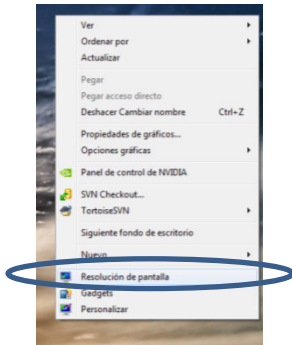 Ver
Ordenar por
Actualizar
Pegar
Pegar acceso directo
Deshacer Cambiar nombre Ctrl+Z
Propiedades de gráficos...
Opciones gráficas
Panel de control de NVIDIA
SVN Checkout...
TortoiseSVN
Siguiente fondo de escritorio
Nuevo
Resolución de pantalla
Gadgets
Personalizar